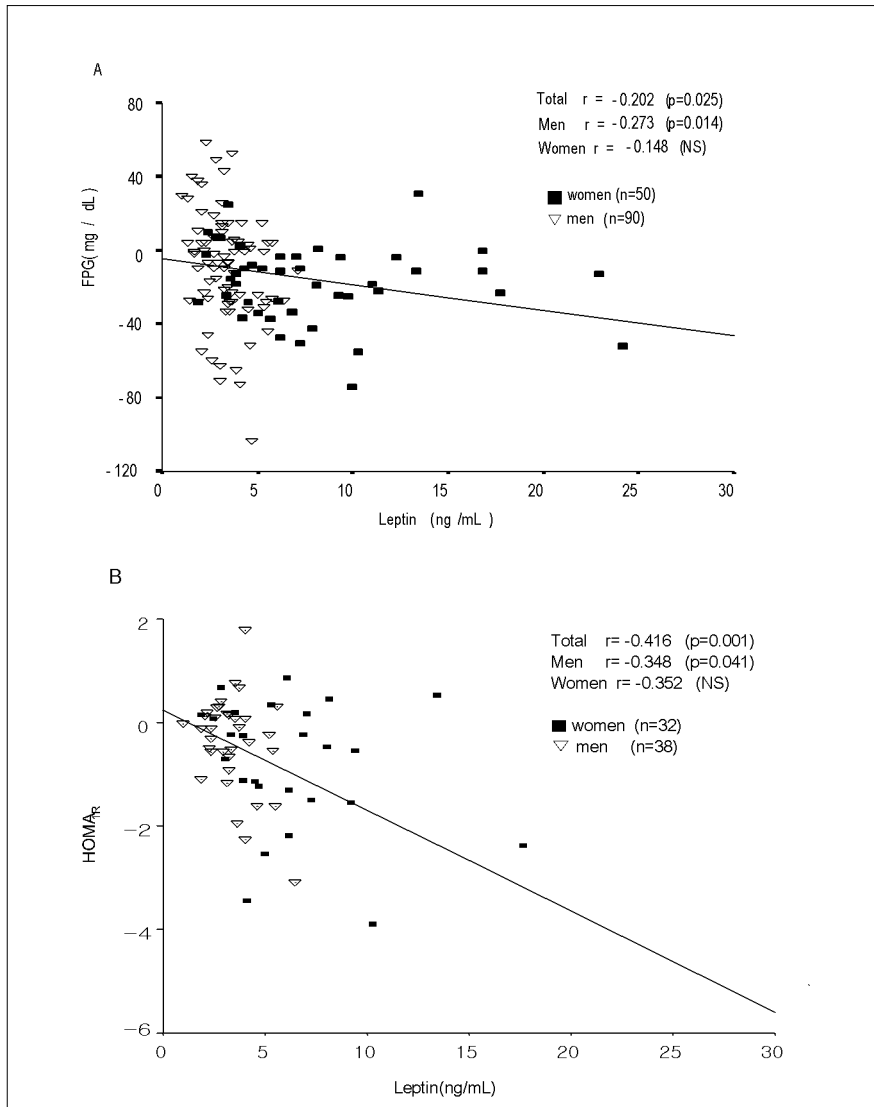 A
Total r = -0.202 (p=0.025)
Men r = -0.273 (p=0.014)
Women r = -0.148 (NS)
women (n=50)
men (n=90)
FPG( mg / dL)
80
40
0
-40
-80
-120
0 5 10 15 20 25 30
Leptin (ng /mL )
B
Total r= -0.416 (p=0.001)
Men r= -0.348 (p=0.041)
Women r= -0.352 (NS)
women (n=32)
men (n=38)
HOMAIR
2
0
-2
-4
-6
0 5 10 15 20 25 30
Leptin(ng/mL)